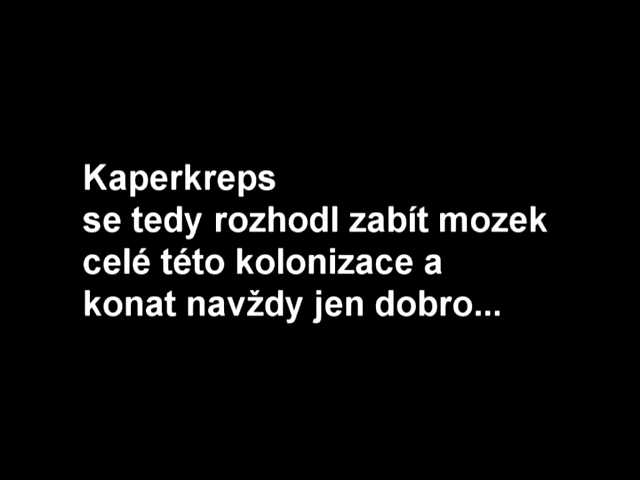 Kaperkreps
se tedy rozhodl zabít mozek
celé této kolonizace a
konat navždy jen dobro...